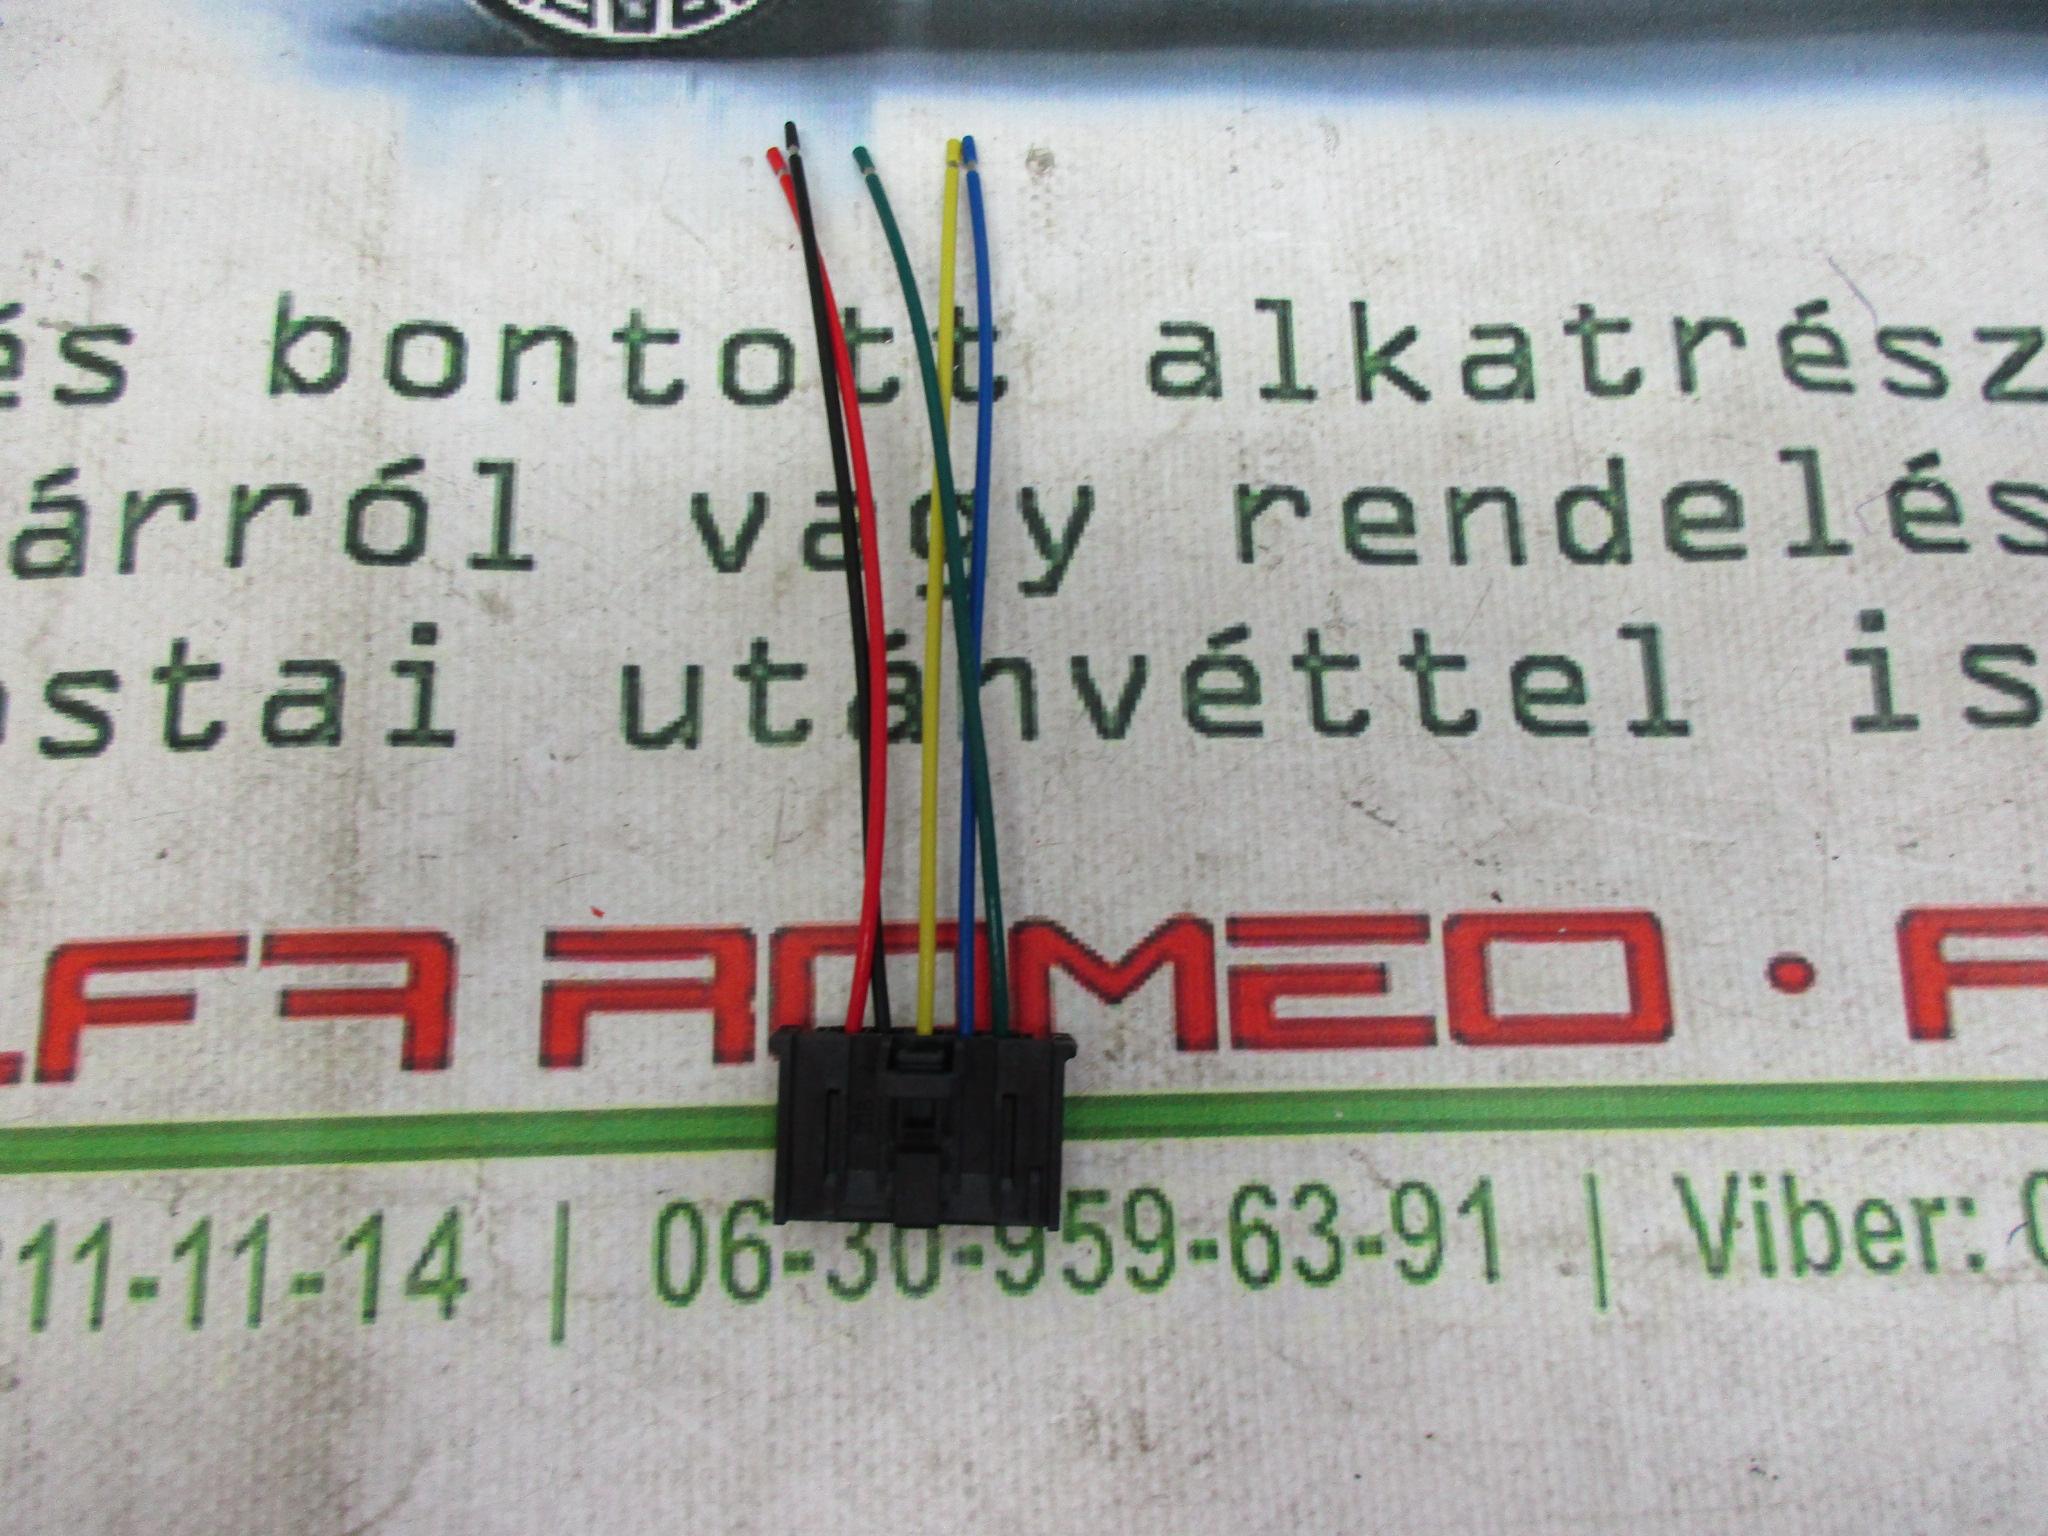 és bontott alkatrész
árról vagy rendelés
stai utánvéttel is
LFA ROMEO •
11-11-14 | 06-30-959-63-91 | Viber: